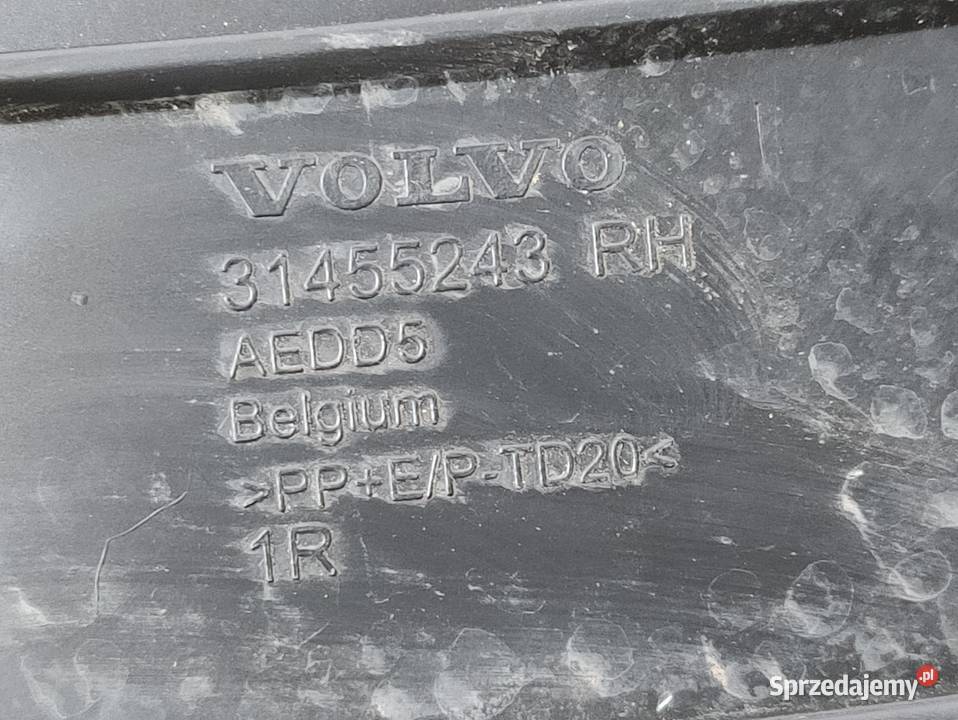 VOLVO
31455243 RH
AEDD5
Belgium
>PP+E/P-TD20<
1R
Sprzedajemy.pl